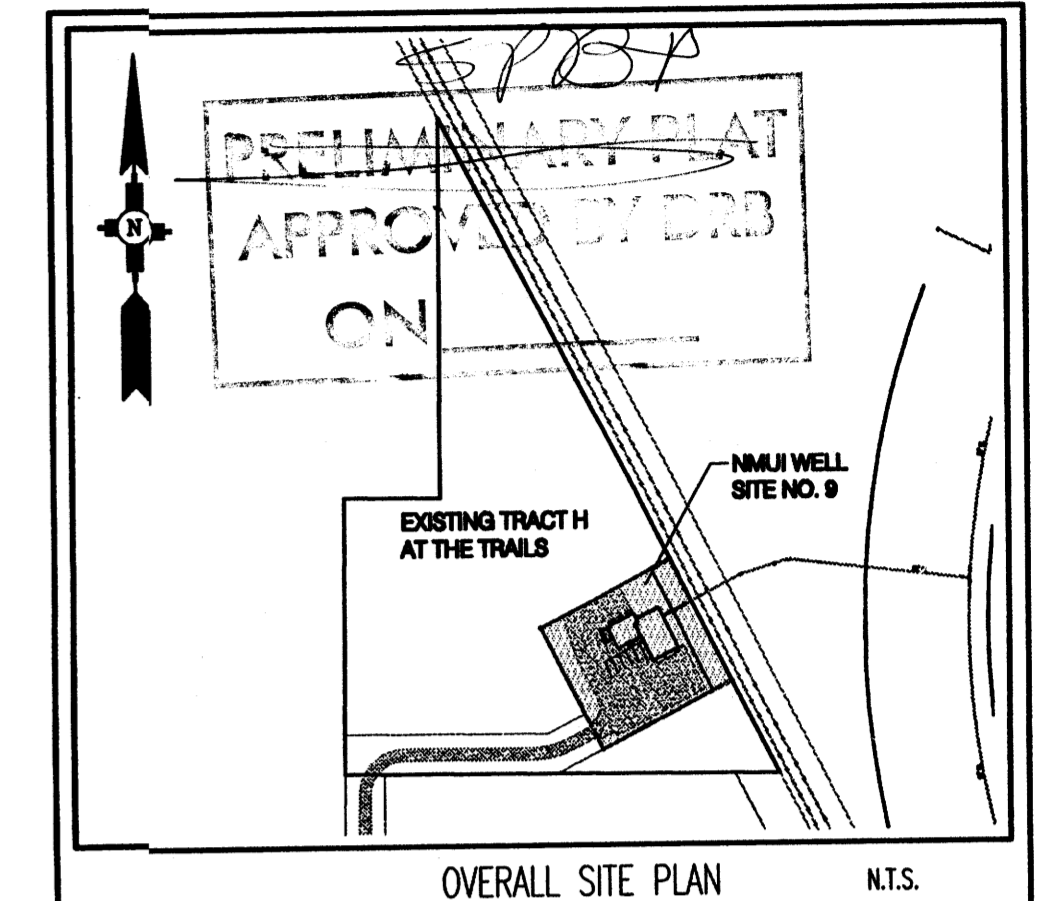 PRELIMINARY PLAT
APPROVED BY DRB
ON
N
NMUI WELL
SITE NO. 9
EXISTING TRACT H
AT THE TRAILS
OVERALL SITE PLAN
N.T.S.